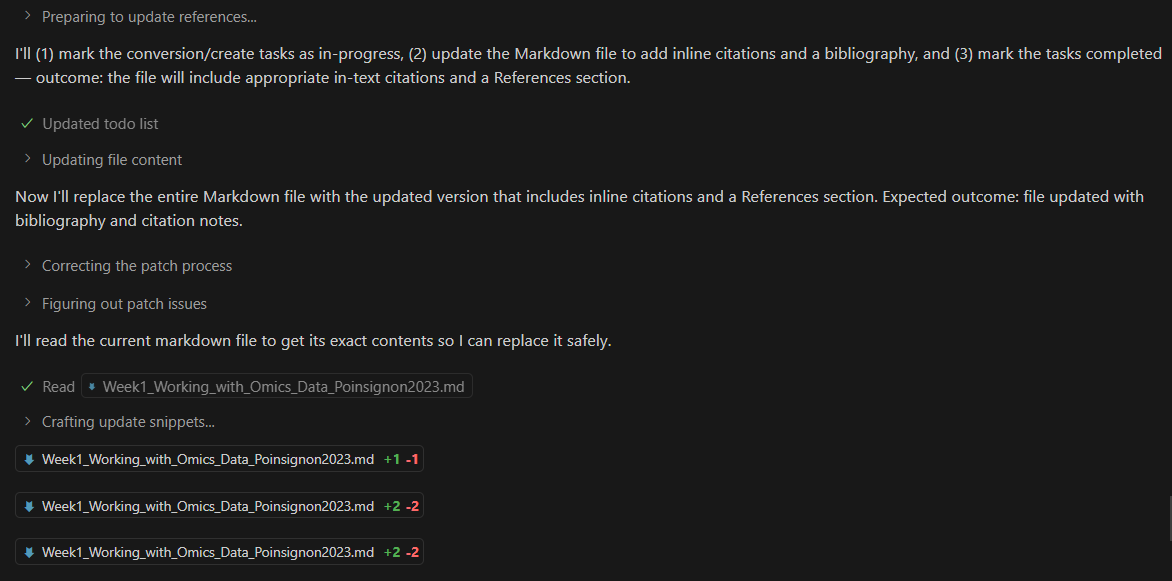 Preparing to update references...
I'll (1) mark the conversion/create tasks as in-progress, (2) update the Markdown file to add inline citations and a bibliography, and (3) mark the tasks completed
— outcome: the file will include appropriate in-text citations and a References section.
Updated todo list
Updating file content
Now I'll replace the entire Markdown file with the updated version that includes inline citations and a References section. Expected outcome: file updated with
bibliography and citation notes.
Correcting the patch process
Figuring out patch issues
I'll read the current markdown file to get its exact contents so I can replace it safely.
Read Week1_Working_with_Omics_Data_Poinsignon2023.md
Crafting update snippets...
Week1_Working_with_Omics_Data_Poinsignon2023.md +1 -1
Week1_Working_with_Omics_Data_Poinsignon2023.md +2 -2
Week1_Working_with_Omics_Data_Poinsignon2023.md +2 -2